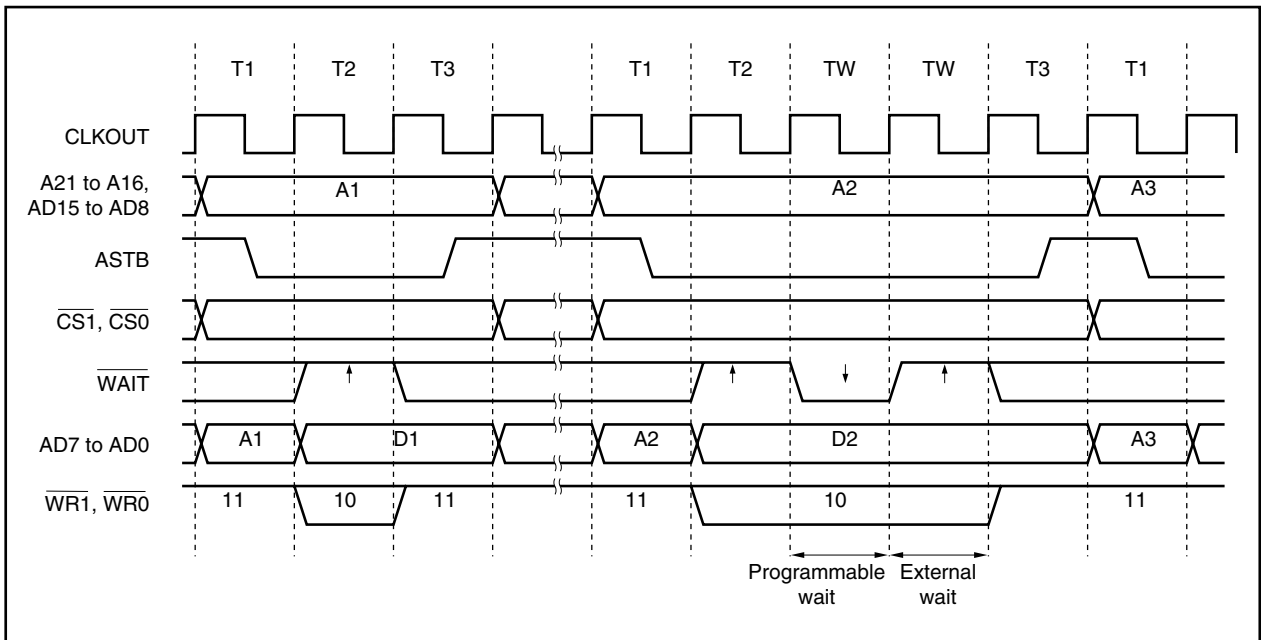 T1 T2 T3 T1 T2 TW TW T3 T1
CLKOUT
A21 to A16,
AD15 to AD8
A1 A2 A3
ASTB
CS1, CS0
WAIT
AD7 to AD0
A1 D1 A2 D2 A3
WR1, WR0
11 10 11 11 10 11
Programmable
wait
External
wait